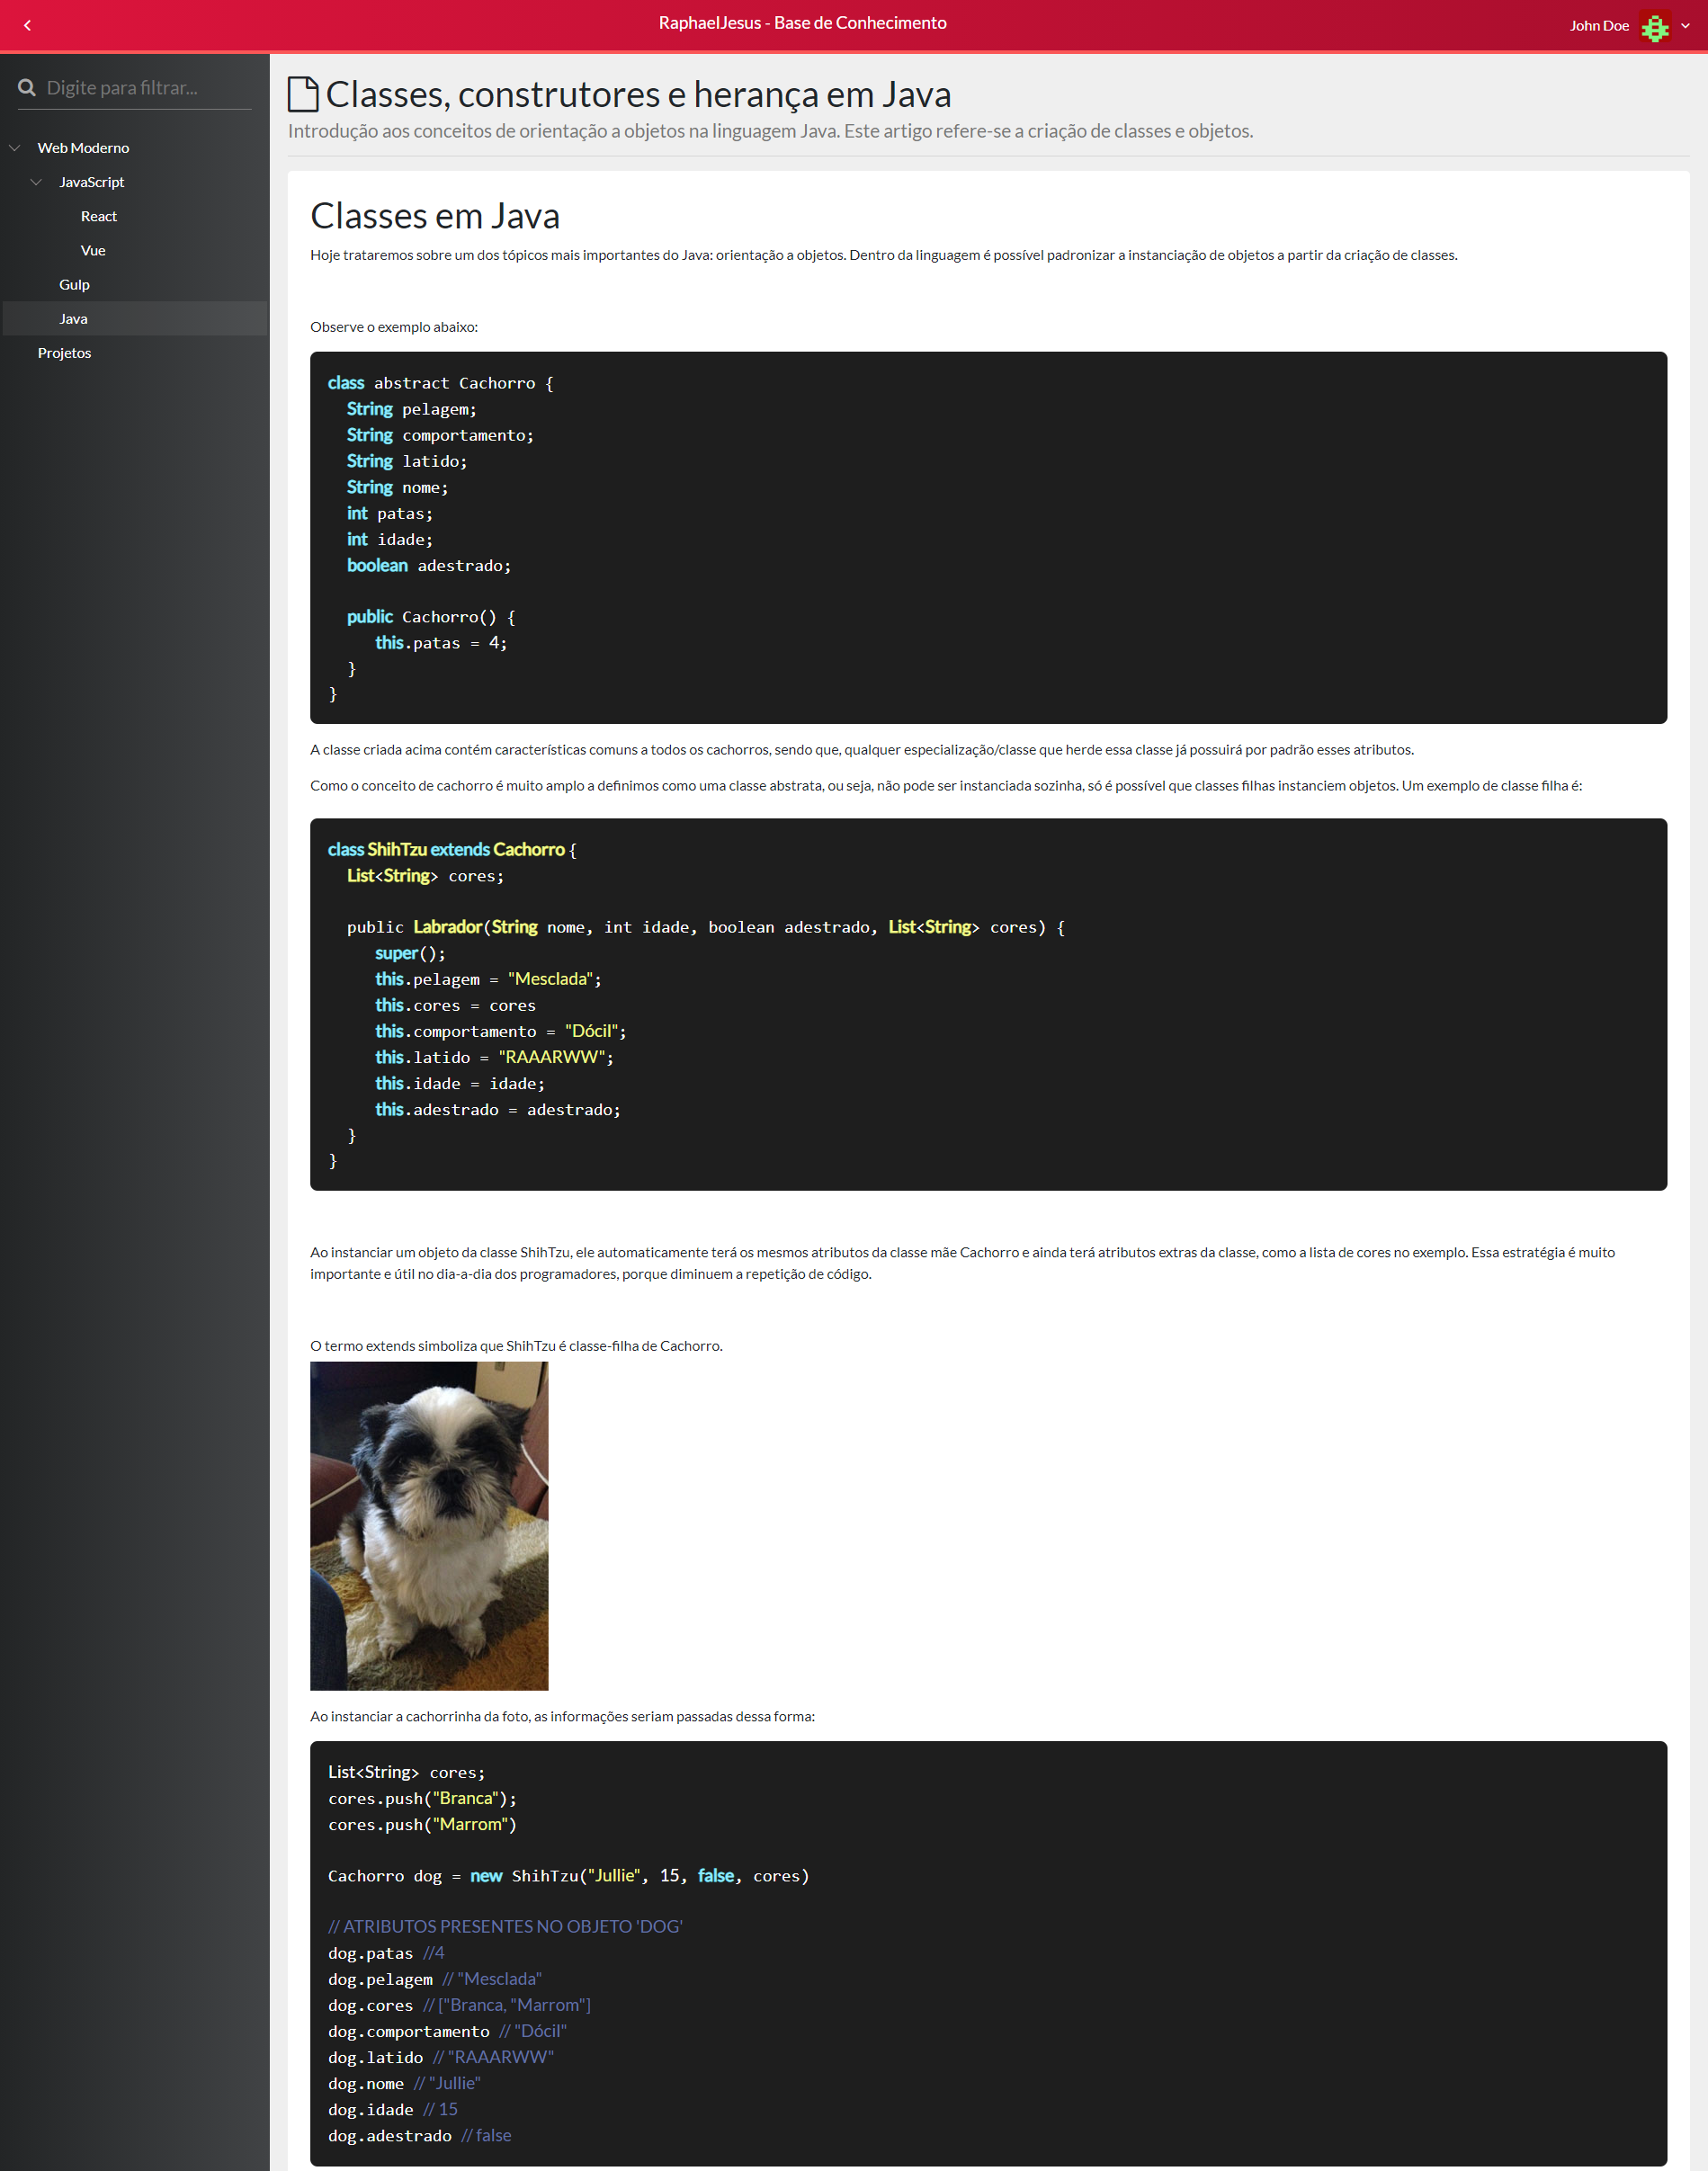 RaphaelJesus - Base de Conhecimento
John Doe
Digite para filtrar...
Web Moderno
JavaScript
React
Vue
Gulp
Java
Projetos
Classes, construtores e herança em Java
Introdução aos conceitos de orientação a objetos na linguagem Java. Este artigo refere-se a criação de classes e objetos.
Classes em Java
Hoje trataremos sobre um dos tópicos mais importantes do Java: orientação a objetos. Dentro da linguagem é possível padronizar a instanciação de objetos a partir da criação de classes.
Observe o exemplo abaixo:
class abstract Cachorro {
String pelagem;
String comportamento;
String latido;
String nome;
int patas;
int idade;
boolean adestrado;
public Cachorro() {
this.patas = 4;
}
}
A classe criada acima contém características comuns a todos os cachorros, sendo que, qualquer especialização/classe que herde essa classe já possuirá por padrão esses atributos.
Como o conceito de cachorro é muito amplo a definimos como uma classe abstrata, ou seja, não pode ser instanciada sozinha, só é possível que classes filhas instanciem objetos. Um exemplo de classe filha é:
class ShihTzu extends Cachorro {
List<String> cores;
public Labrador(String nome, int idade, boolean adestrado, List<String> cores) {
super();
this.pelagem = "Mesclada";
this.cores = cores
this.comportamento = "Dócil";
this.latido = "RAAARWW";
this.idade = idade;
this.adestrado = adestrado;
}
}
Ao instanciar um objeto da classe ShihTzu, ele automaticamente terá os mesmos atributos da classe mãe Cachorro e ainda terá atributos extras da classe, como a lista de cores no exemplo. Essa estratégia é muito
importante e útil no dia-a-dia dos programadores, porque diminuem a repetição de código.
O termo extends simboliza que ShihTzu é classe-filha de Cachorro.
Ao instanciar a cachorrinha da foto, as informações seriam passadas dessa forma:
List<String> cores;
cores.push("Branca");
cores.push("Marrom")
Cachorro dog = new ShihTzu("Jullie", 15, false, cores)
// ATRIBUTOS PRESENTES NO OBJETO 'DOG'
dog.patas //4
dog.pelagem // "Mesclada"
dog.cores // ["Branca, "Marrom"]
dog.comportamento // "Dócil"
dog.latido // "RAAARWW"
dog.nome // "Jullie"
dog.idade // 15
dog.adestrado // false